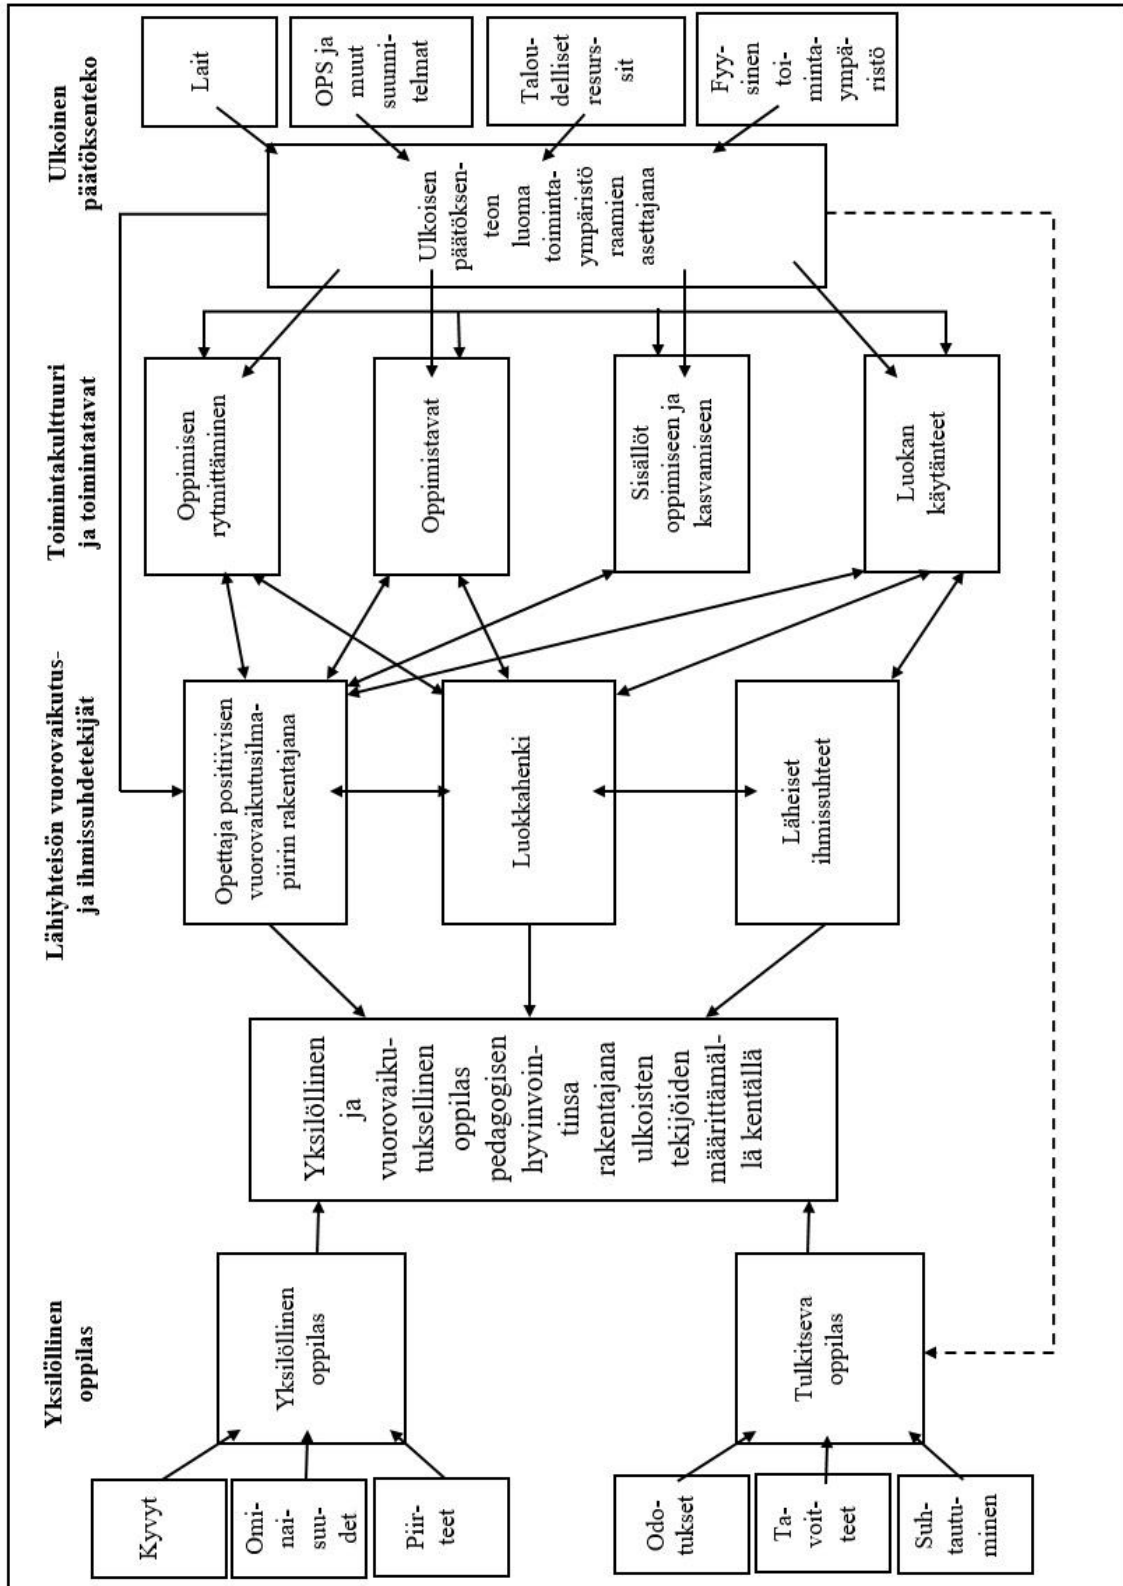 Yksilöllinen
oppilas
Lähiyhteisön vuorovaikutus-
ja ihmissuhdetekijät
Toimintakulttuuri
ja toimintatavat
Ulkoinen
päätöksenteko
Kyvyt
Omi-
nai-
suu-
det
Piir-
teet
Odo-
tukset
Ta-
voit-
teet
Suh-
tautu-
minen
Yksilöllinen
oppilas
Tulkitseva
oppilas
Yksilöllinen
ja
vuorovaiku-
tuksellinen
oppilas
pedagogisen
hyvinvoin-
tinsa
rakentajana
ulkoisten
tekijöiden
määrittämäl-
lä kentällä
Opettaja positiivisen
vuorovaikutusilma-
piirin rakentajana
Luokkahenki
Läheiset
ihmissuhteet
Oppimisen
rytmittäminen
Oppimistavat
Sisällöt
oppimiseen ja
kasvamiseen
Luokan
käytänteet
Ulkoisen
päätöksen-
teon
luoma
toiminta-
ympäristö
raamien
asettajana
Lait
OPS ja
muut
suunni-
telmat
Talou-
delliset
resurs-
sit
Fyy-
sinen
toi-
minta-
ympä-
ristö